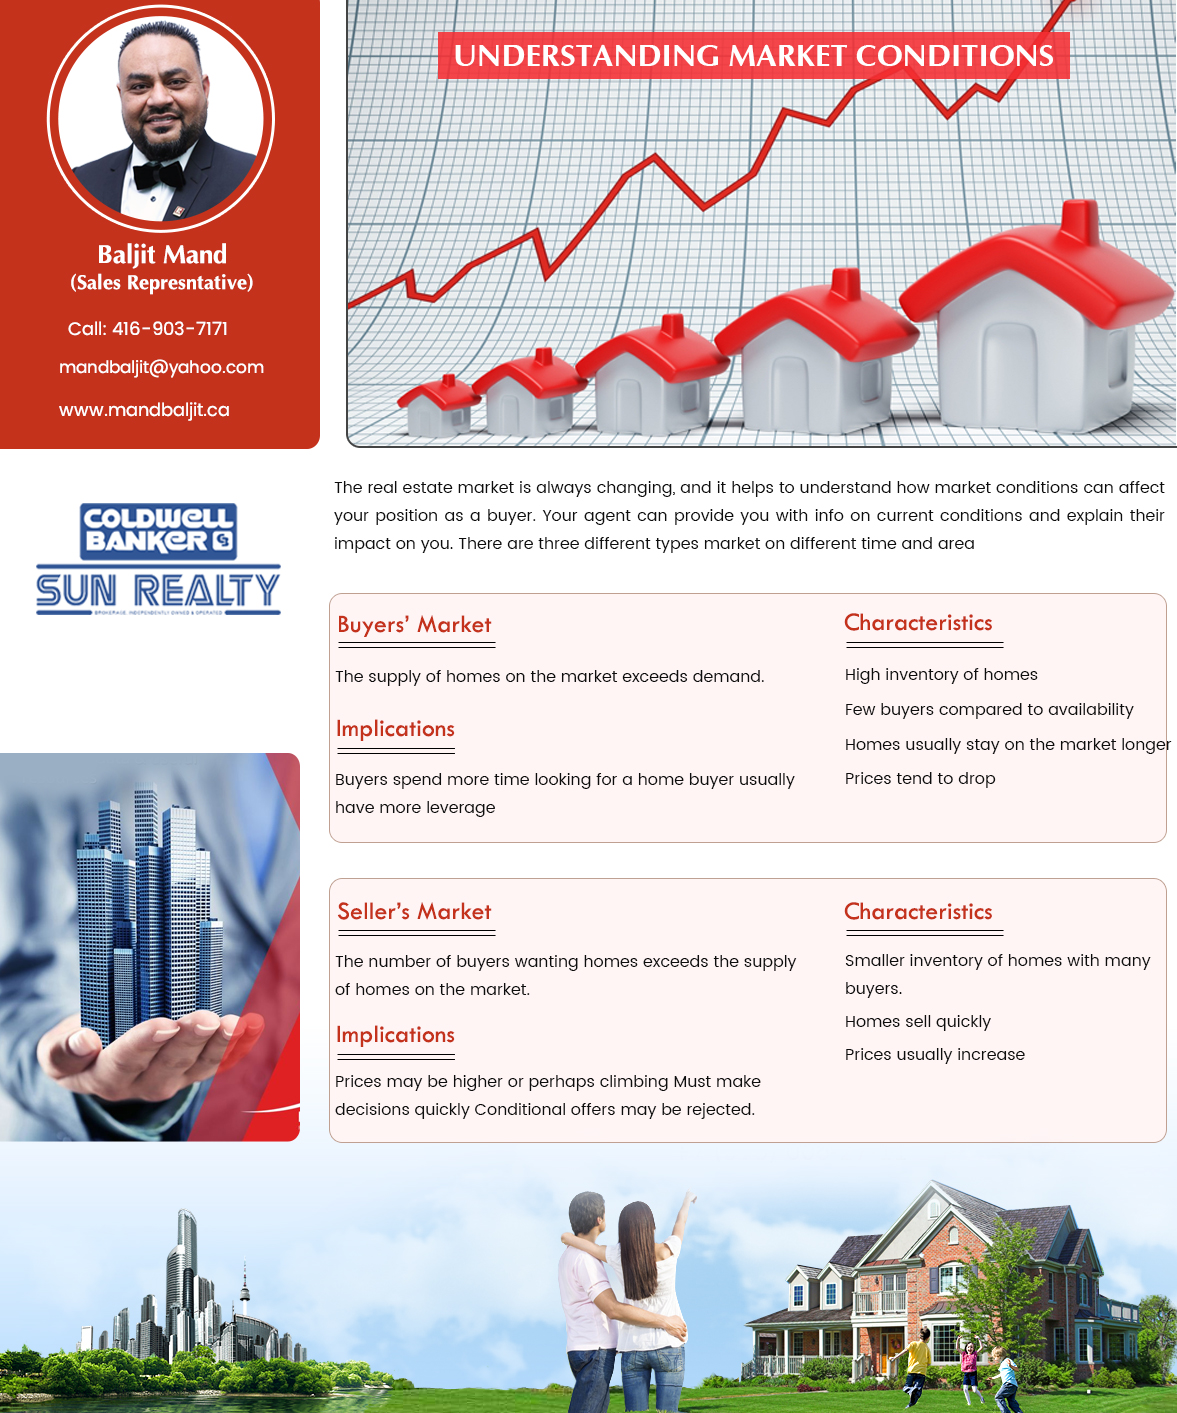 Baljit Mand
(Sales Represntative)
Call: 416-903-7171
mandbaljit@yahoo.com
www.mandbaljit.ca
COLDWELL
BANKER CB
SUN REALTY
BROKERAGE, INDEPENDENTLY OWNED & OPERATED
UNDERSTANDING MARKET CONDITIONS
The real estate market is always changing, and it helps to understand how market conditions can affect
your position as a buyer. Your agent can provide you with info on current conditions and explain their
impact on you. There are three different types market on different time and area
Buyers’ Market
The supply of homes on the market exceeds demand.
Implications
Buyers spend more time looking for a home buyer usually
have more leverage
Characteristics
High inventory of homes
Few buyers compared to availability
Homes usually stay on the market longer
Prices tend to drop
Seller’s Market
The number of buyers wanting homes exceeds the supply
of homes on the market.
Implications
Prices may be higher or perhaps climbing Must make
decisions quickly Conditional offers may be rejected.
Characteristics
Smaller inventory of homes with many
buyers.
Homes sell quickly
Prices usually increase